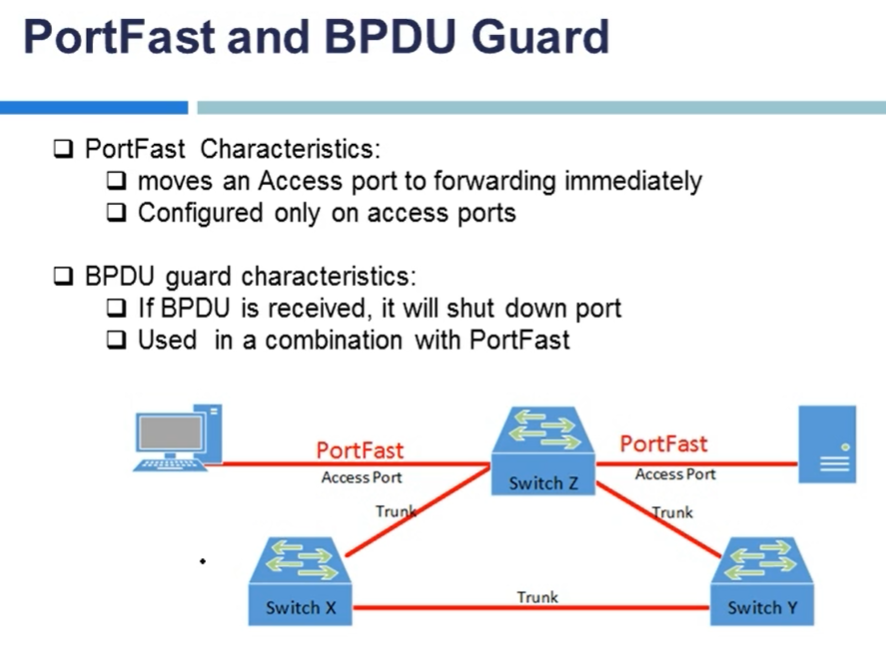 PortFast and BPDU Guard
PortFast Characteristics:
moves an Access port to forwarding immediately
Configured only on access ports
BPDU guard characteristics:
If BPDU is received, it will shut down port
Used in a combination with PortFast
PortFast
Access Port
Switch Z
PortFast
Access Port
Trunk
Trunk
Switch X
Trunk
Switch Y